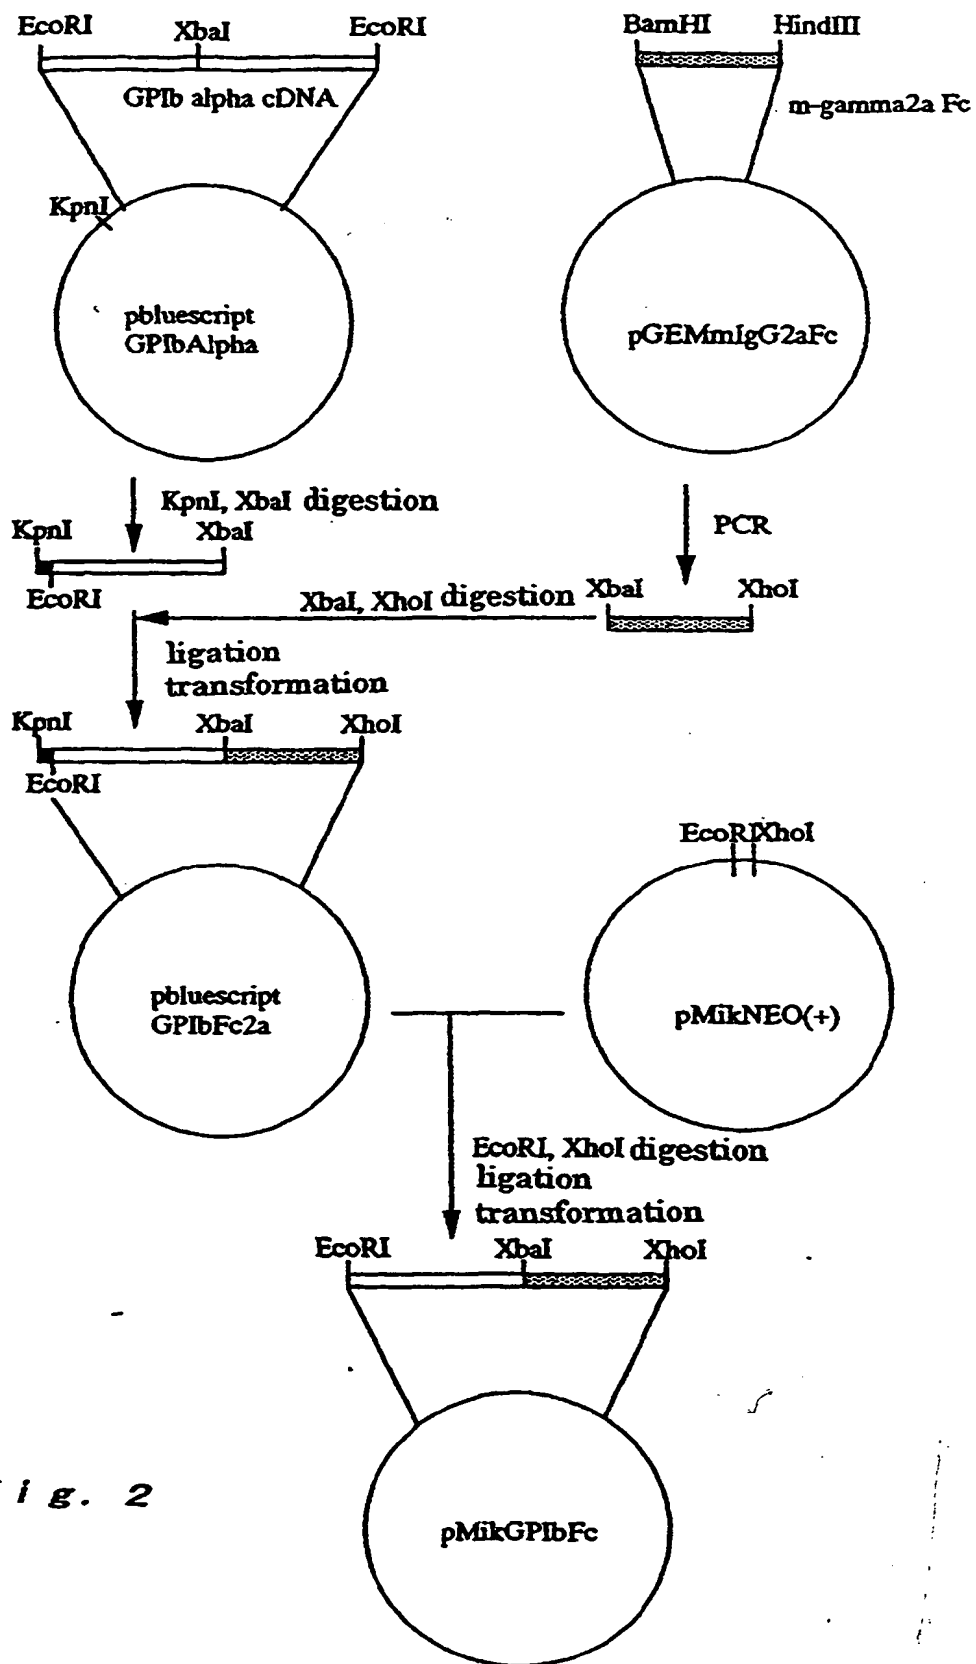 EcoRI XbaI EcoRI
GPIb alpha cDNA
KpnI
pbluescript
GPIbAlpha
BamHI HindIII
m-gamma2a Fc
pGEMmIgG2aFc
KpnI, XbaI digestion
KpnI XbaI
EcoRI
PCR
XbaI XhoI
XbaI, XhoI digestion
ligation
transformation
KpnI XbaI XhoI
EcoRI
pbluescript
GPIbFc2a
EcoRI XhoI
pMikNEO(+)
EcoRI, XhoI digestion
ligation
transformation
EcoRI XbaI XhoI
pMikGPIbFc
ig. 2